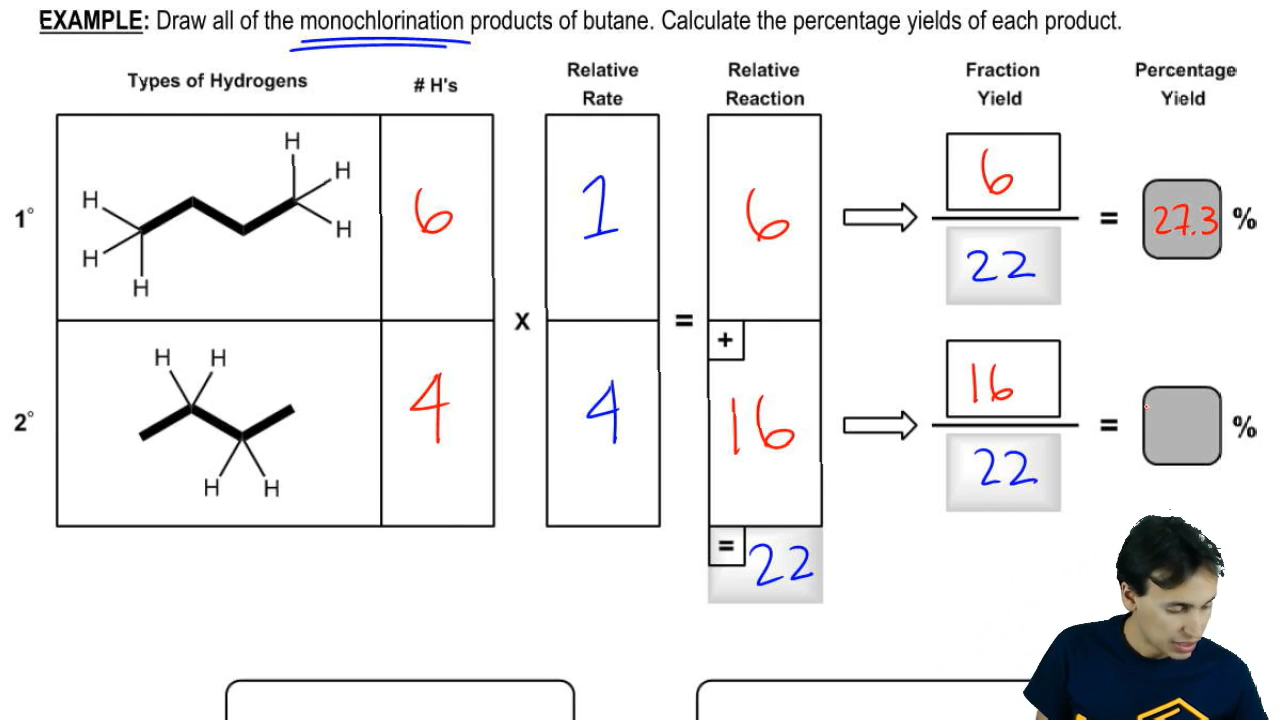 EXAMPLE: Draw all of the monochlorination products of butane. Calculate the percentage yields of each product.
Types of Hydrogens
# H's
Relative
Rate
Relative
Reaction
Fraction
Yield
Percentage
Yield
1°
H
H
H
H
H
H
6
1
6
6
22
=
27.3
%
X
=
+
2°
H
H
H
H
4
4
16
16
22
=
%
=
22